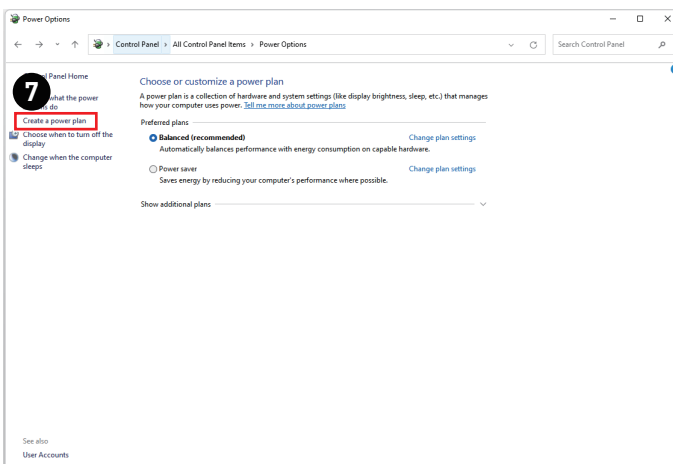 Power Options
Control Panel > All Control Panel Items > Power Options
Search Control Panel
Panel Home
7
what the power
do
Create a power plan
Choose when to turn off the
display
Change when the computer
sleeps
Choose or customize a power plan
A power plan is a collection of hardware and system settings (like display brightness, sleep, etc.) that manages
how your computer uses power. Tell me more about power plans
Preferred plans
Balanced (recommended)
Change plan settings
Automatically balances performance with energy consumption on capable hardware.
Power saver
Change plan settings
Saves energy by reducing your computer's performance where possible.
Show additional plans
See also
User Accounts